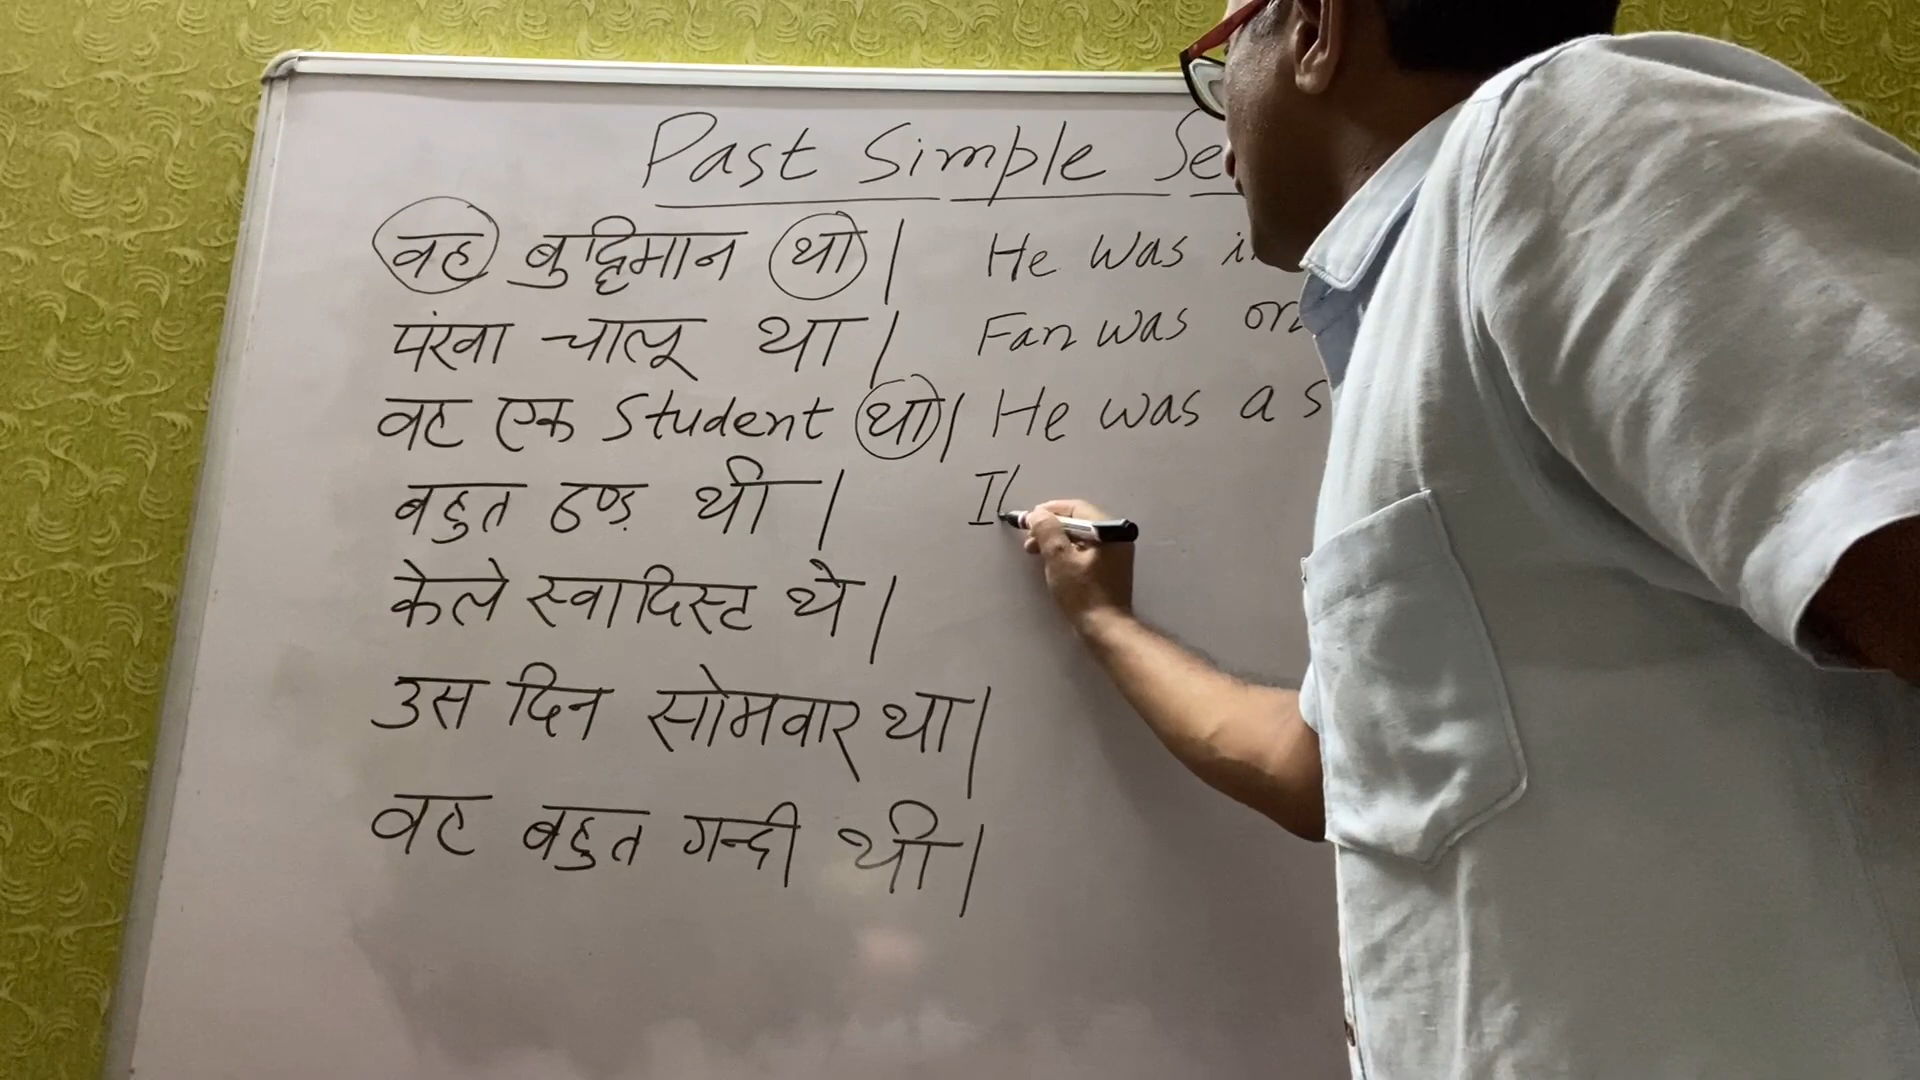 Past Simple Se
वह बुद्दिमान था। He was i
पंखा चालू था। Fan was on
वह एक Student था। He was a s
बहुत ठण्ड थी। I
केले स्वादिस्ट थे।
उस दिन सोमवार था।
वह बहुत गन्दी थी।